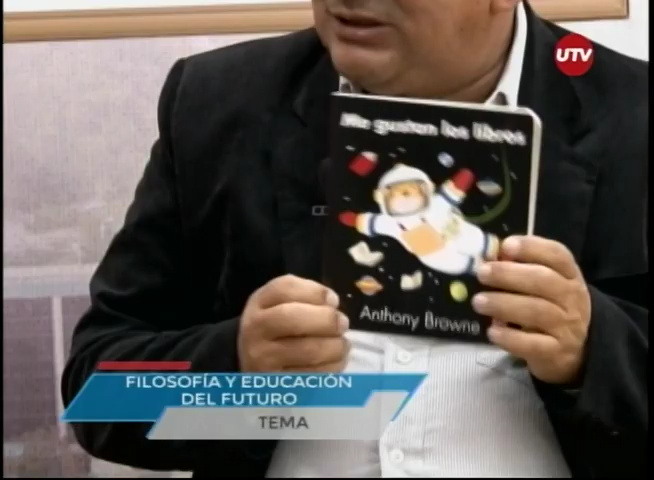 UTV
Me gustan los libros
Anthony Browne
FILOSOFÍA Y EDUCACIÓN
DEL FUTURO
TEMA